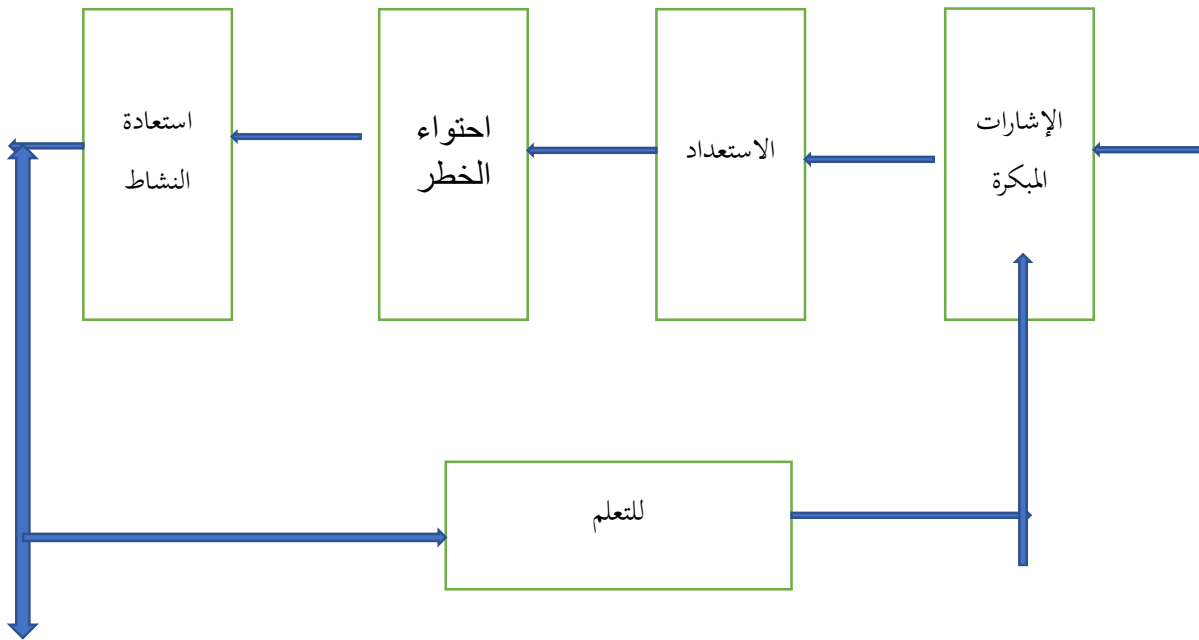 الإشارات
المبكرة
الاستعداد
احتواء
الخطر
استعادة
النشاط
للتعلم